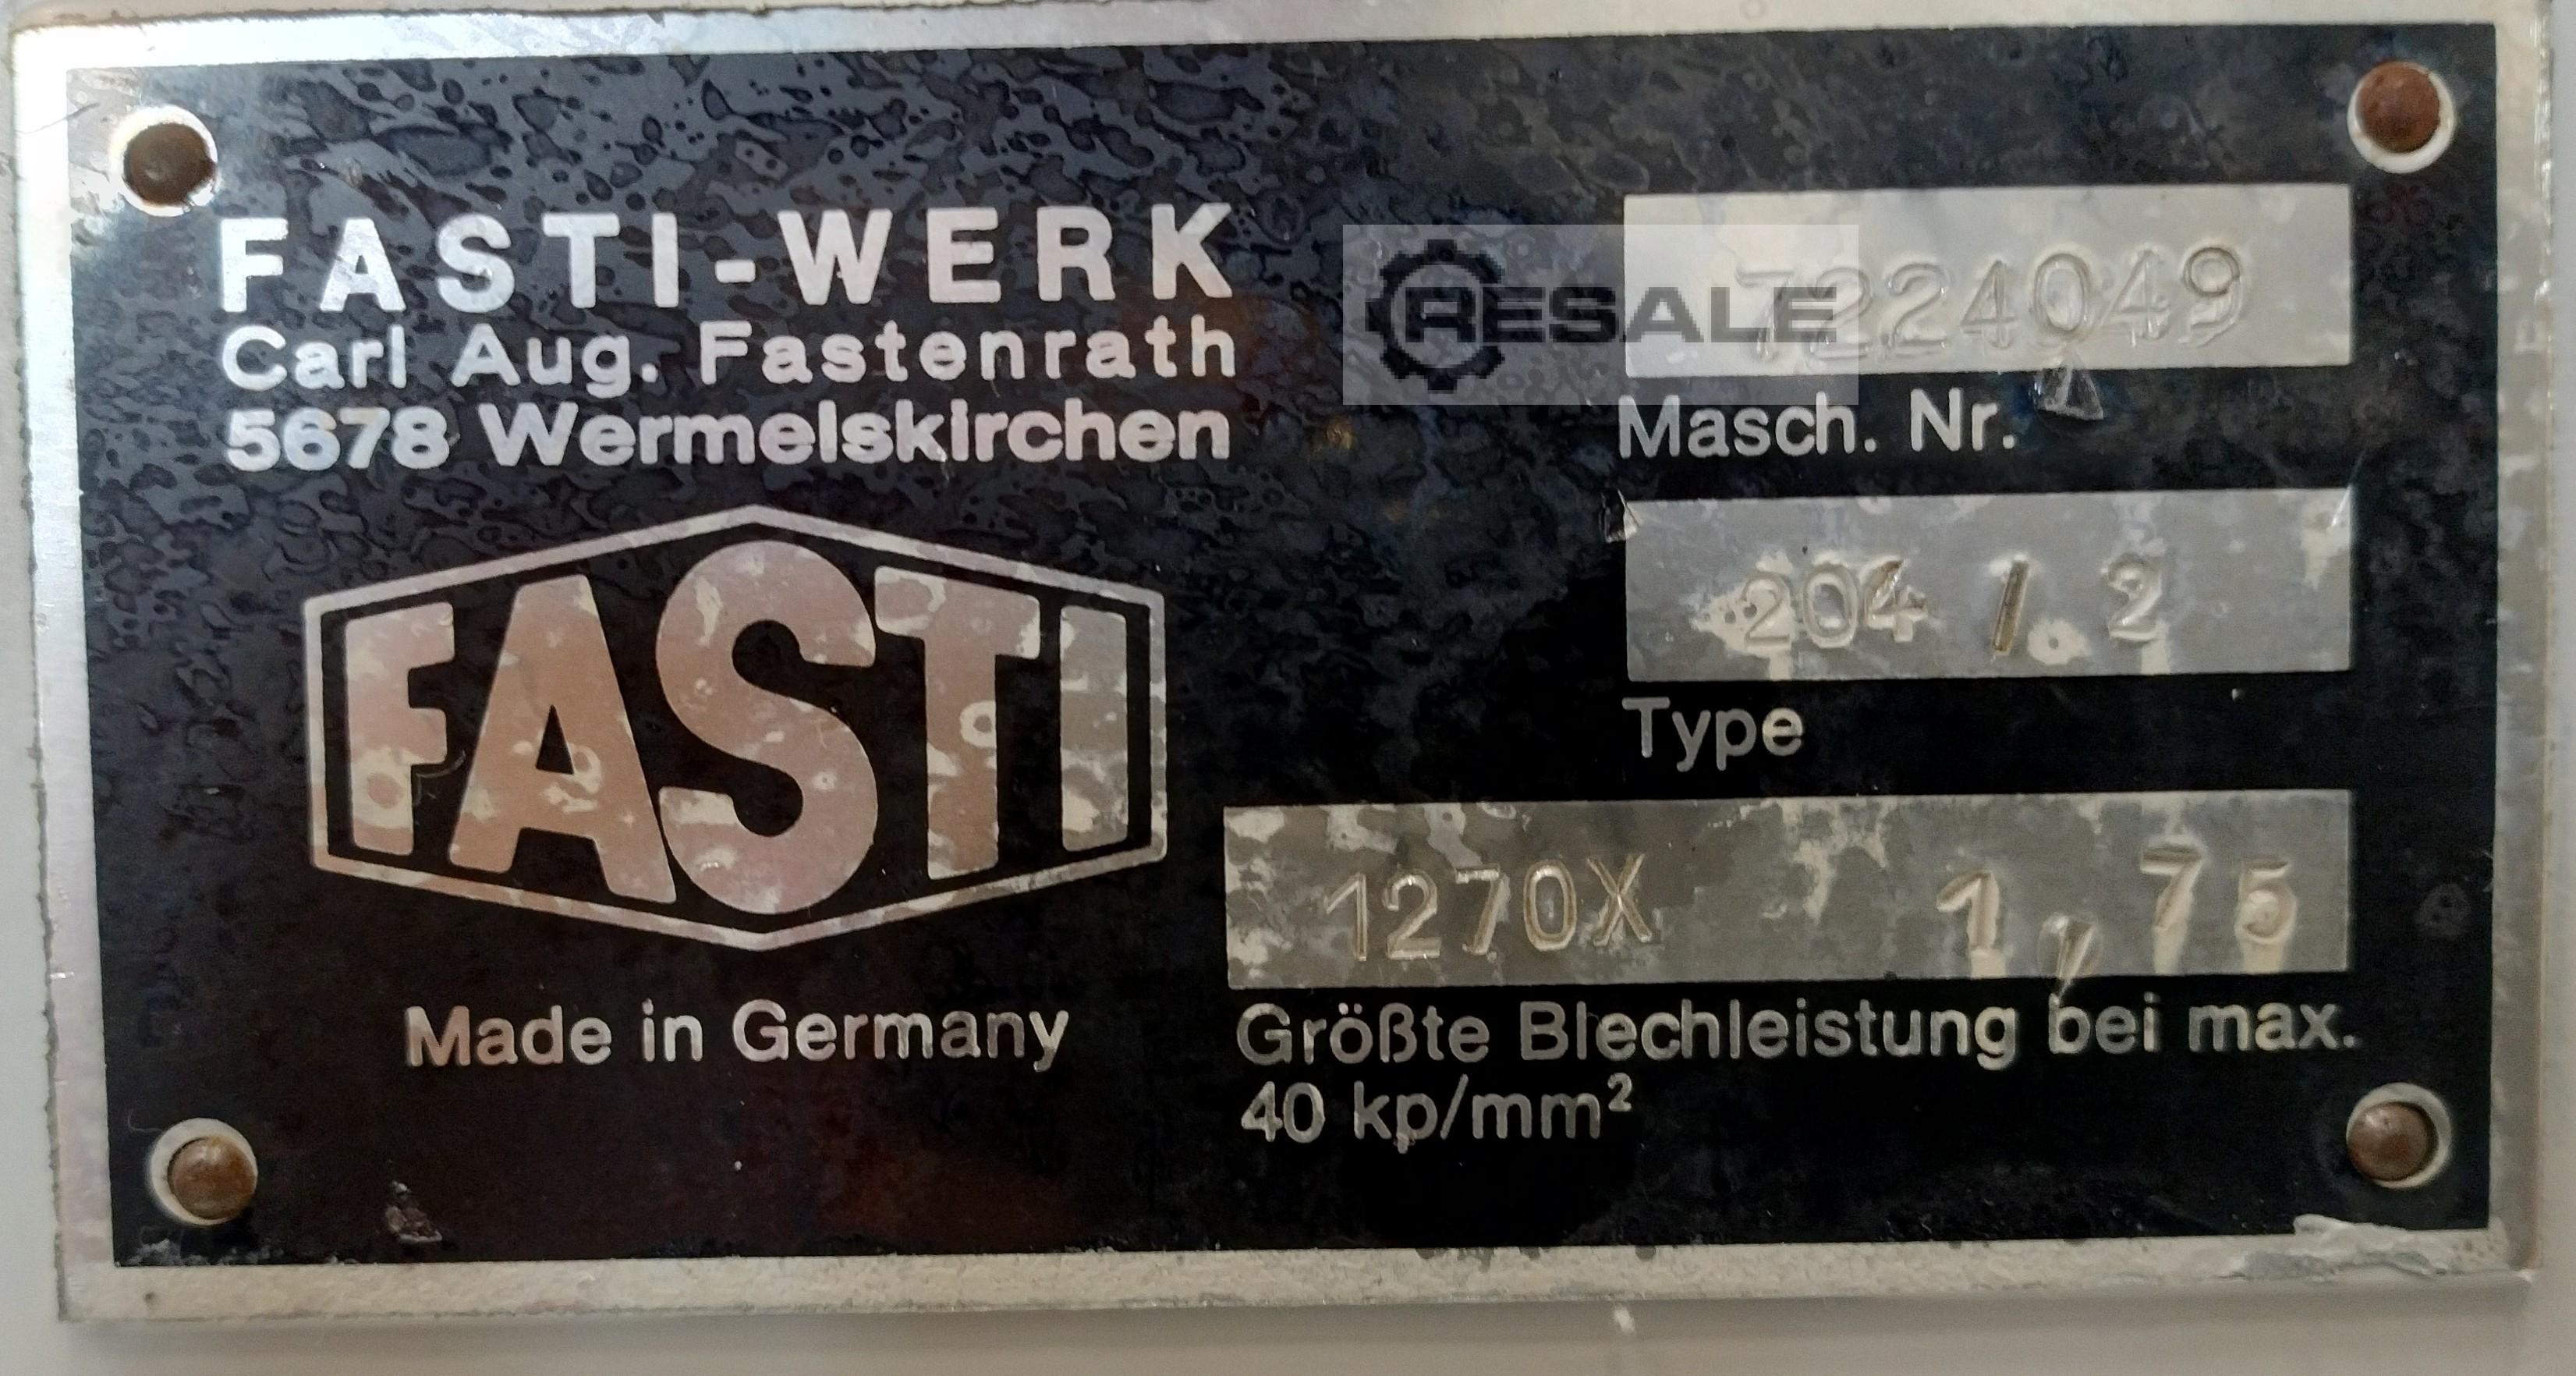 FASTI-WERK
Carl Aug. Fastenrath
5678 Wermelskirchen
FASTI
Made in Germany
RESALE
7224049
Masch. Nr.
204 / 2
Type
1270X 1,75
Größte Blechleistung bei max.
40 kp/mm²